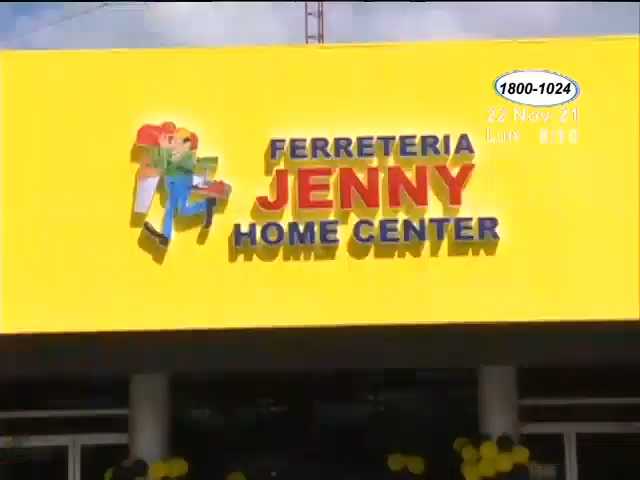 1800-1024
22 Nov 21
Lun 8:10
FERRETERIA
JENNY
HOME CENTER